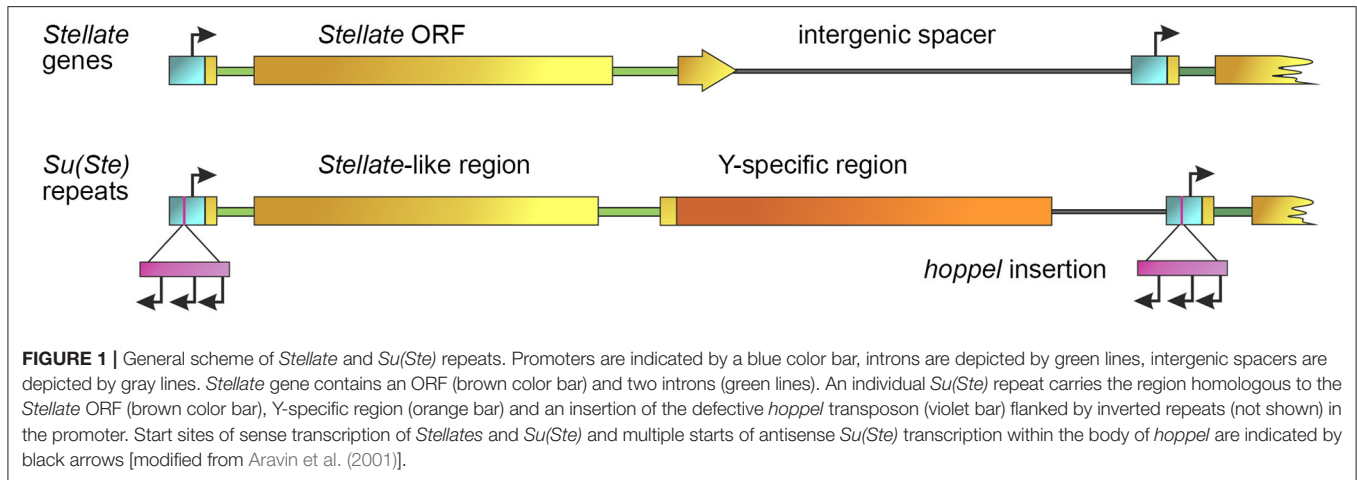 Stellate genes
Stellate ORF
intergenic spacer
Su(Ste) repeats
Stellate-like region
Y-specific region
hoppel insertion
FIGURE 1 | General scheme of Stellate and Su(Ste) repeats. Promoters are indicated by a blue color bar, introns are depicted by green lines, intergenic spacers are
depicted by gray lines. Stellate gene contains an ORF (brown color bar) and two introns (green lines). An individual Su(Ste) repeat carries the region homologous to the
Stellate ORF (brown color bar), Y-specific region (orange bar) and an insertion of the defective hoppel transposon (violet bar) flanked by inverted repeats (not shown) in
the promoter. Start sites of sense transcription of Stellates and Su(Ste) and multiple starts of antisense Su(Ste) transcription within the body of hoppel are indicated by
black arrows [modified from Aravin et al. (2001)].